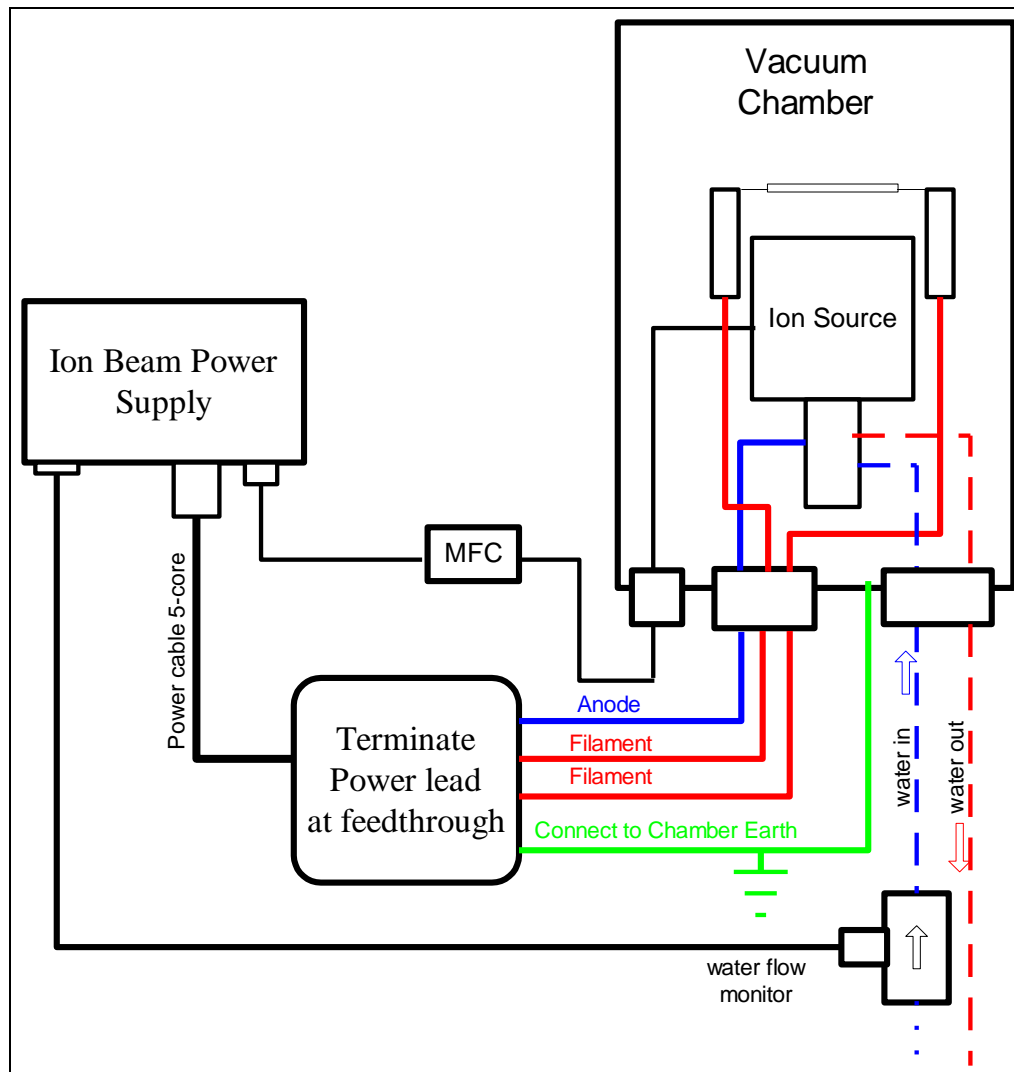 Vacuum
Chamber
Ion Source
Ion Beam Power
Supply
MFC
Power cable 5-core
Terminate
Power lead
at feedthrough
Anode
Filament
Filament
Connect to Chamber Earth
water in
water out
water flow
monitor